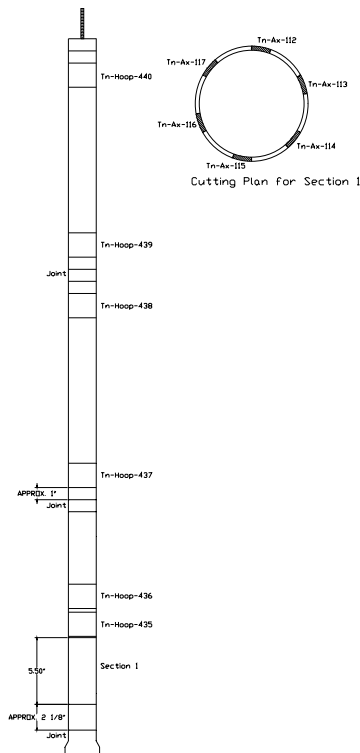 Tn-Ax-112
Tn-Ax-117
Tn-Hoop-440
Tn-Ax-113
Tn-Ax-116
Tn-Ax-114
Tn-Ax-115
Cutting Plan for Section 1
Tn-Hoop-439
Joint
Tn-Hoop-438
Tn-Hoop-437
APPROX. 1"
Joint
Tn-Hoop-436
Tn-Hoop-435
5.50"
Section 1
APPROX. 2 1/8"
Joint